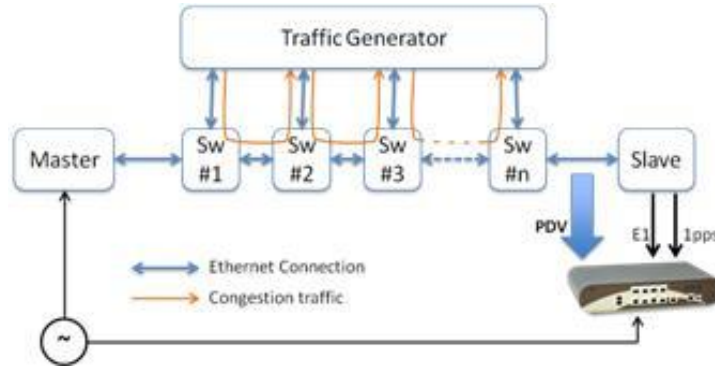 Traffic Generator
Master
Sw
#1
Sw
#2
Sw
#3
Sw
#n
Slave
PDV
E1
1pps
Ethernet Connection
Congestion traffic
~